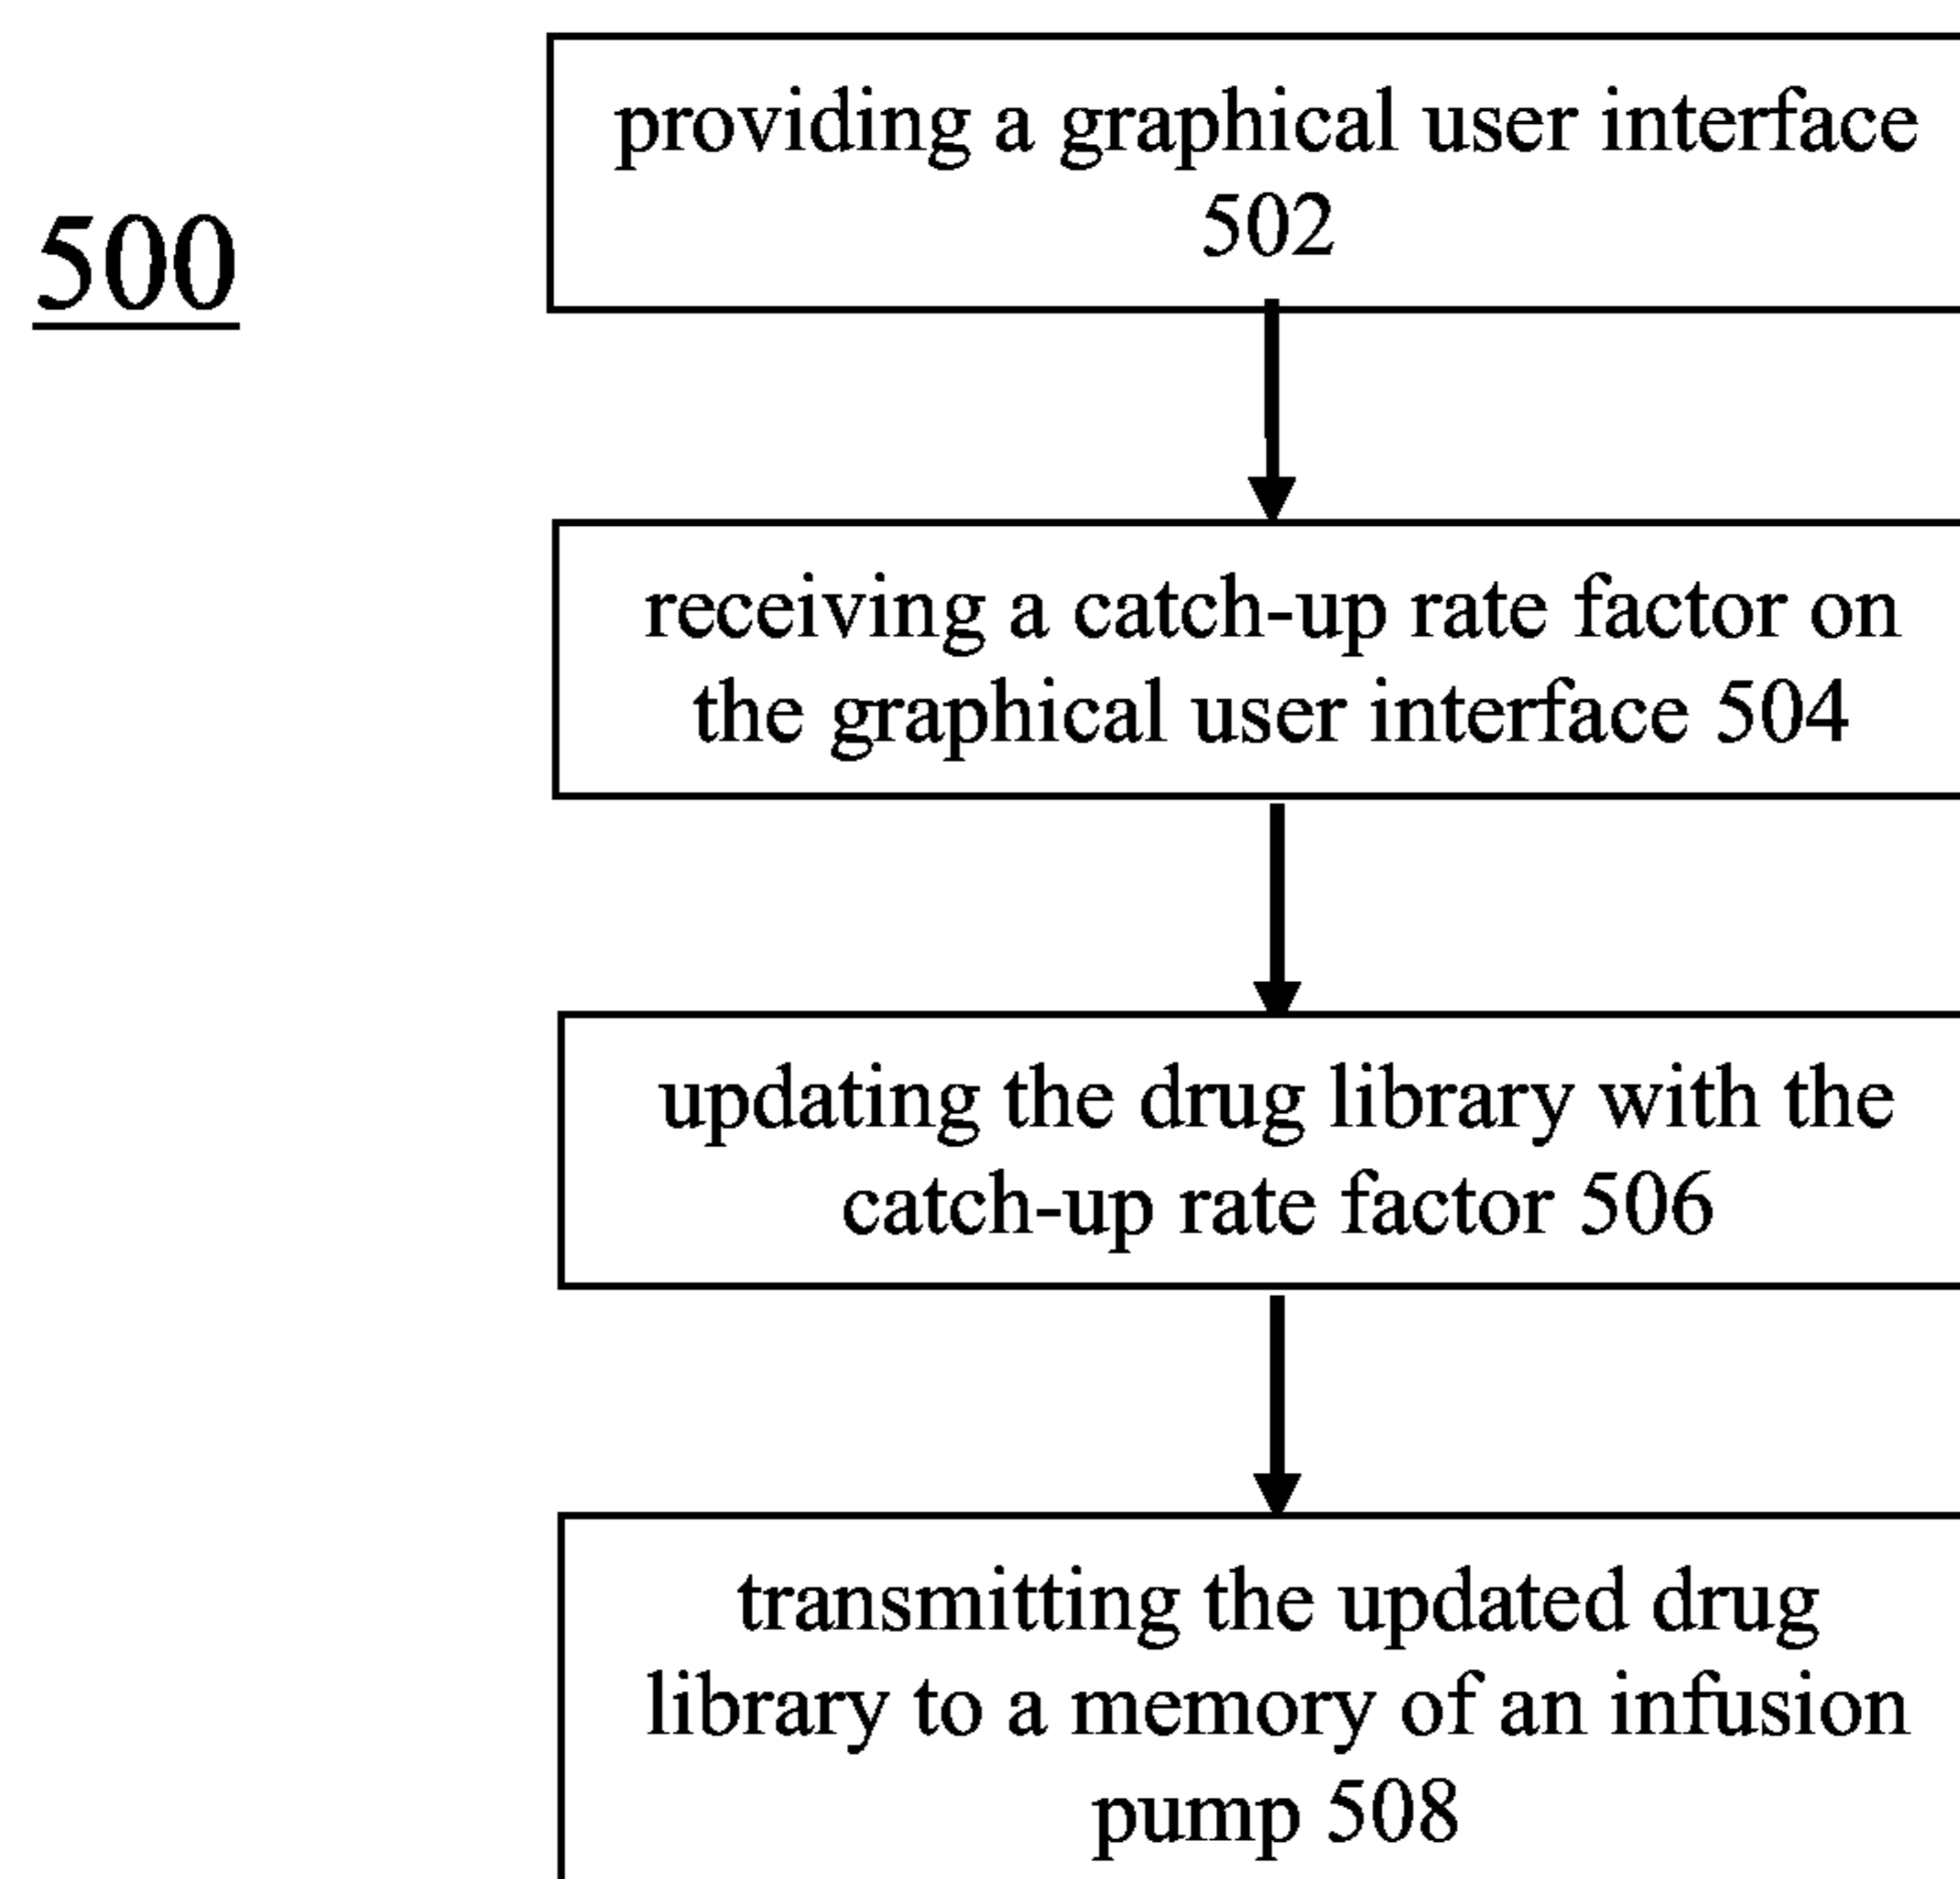 providing a graphical user interface
502
500
receiving a catch-up rate factor on
the graphical user interface 504
updating the drug library with the
catch-up rate factor 506
transmitting the updated drug
library to a memory of an infusion
pump 508